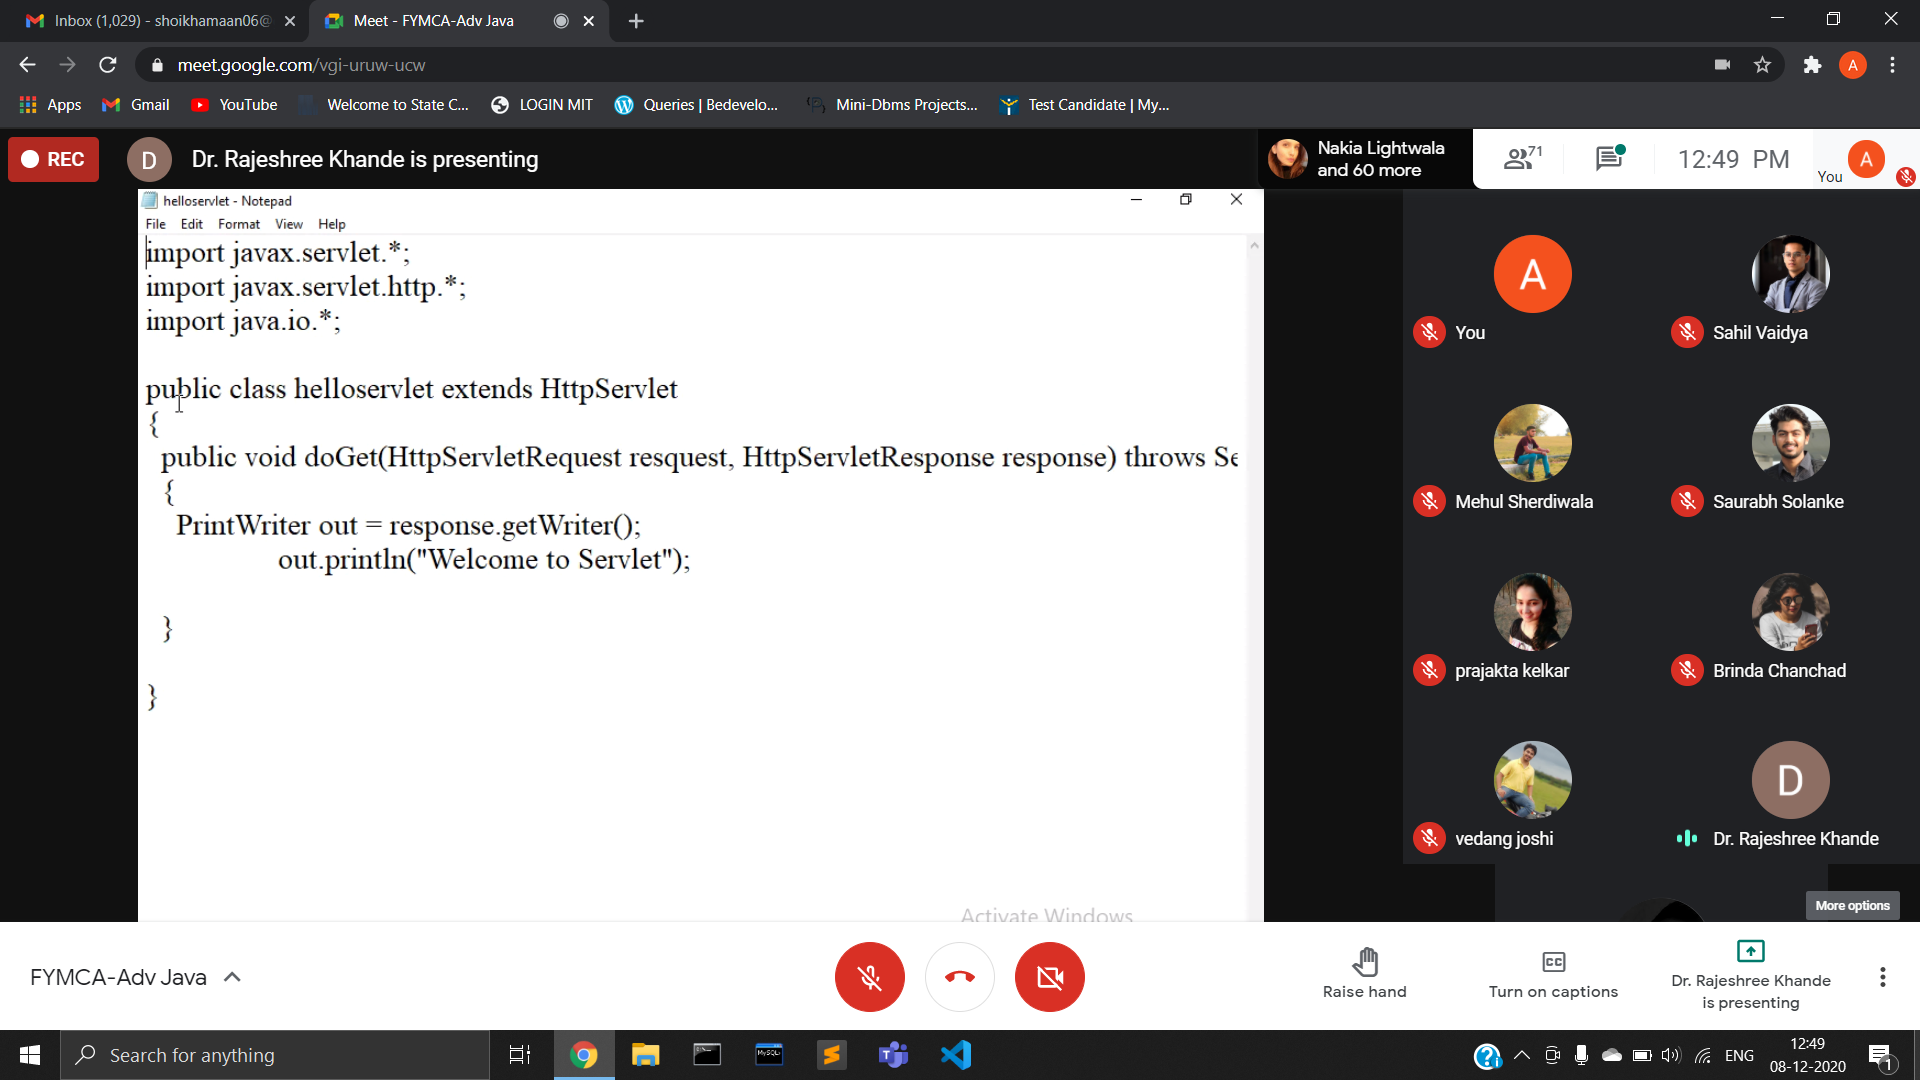 Inbox (1,029) - shoikhamaan06@
Meet - FYMCA-Adv Java
meet.google.com/vgi-uruw-ucw
A
Apps
Gmail
YouTube
Welcome to State C...
LOGIN MIT
Queries | Bedevelo...
Mini-Dbms Projects...
Test Candidate | My...
REC
D
Dr. Rajeshree Khande is presenting
Nakia Lightwala
and 60 more
71
12:49 PM
You
A
helloservlet - Notepad
File Edit Format View Help
import javax.servlet.*;
import javax.servlet.http.*;
import java.io.*;
public class helloservlet extends HttpServlet
{
public void doGet(HttpServletRequest resquest, HttpServletResponse response) throws Se
{
PrintWriter out = response.getWriter();
out.println("Welcome to Servlet");
}
}
A
You
Sahil Vaidya
Mehul Sherdiwala
Saurabh Solanke
prajakta kelkar
Brinda Chanchad
vedang joshi
D
Dr. Rajeshree Khande
More options
Activate Windows
FYMCA-Adv Java
Raise hand
CC
Turn on captions
Dr. Rajeshree Khande
is presenting
Search for anything
MySQL
ENG
12:49
08-12-2020
1